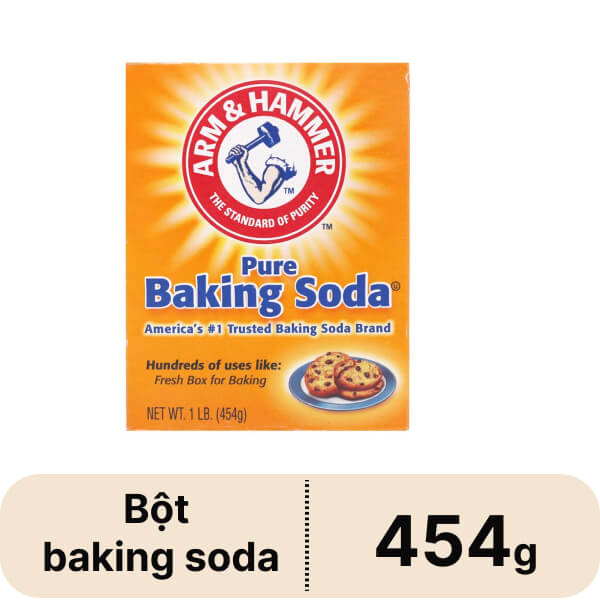 ARM & HAMMER
THE STANDARD OF PURITY
TM
TM
Pure
Baking Soda
America's #1 Trusted Baking Soda Brand
Hundreds of uses like:
Fresh Box for Baking
NET WT. 1 LB. (454g)
Bột
baking soda
454g